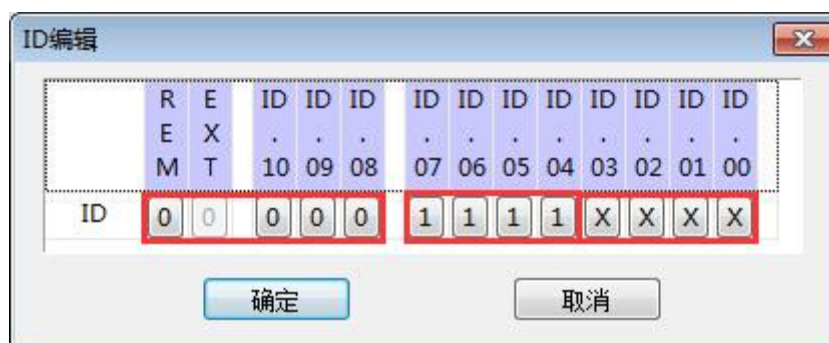 ID编辑
R E ID ID ID ID ID ID ID ID ID ID ID
E X . . . . . . . . . . .
M T 10 09 08 07 06 05 04 03 02 01 00
ID 0 0 0 0 0 1 1 1 1 X X X X
确定 取消